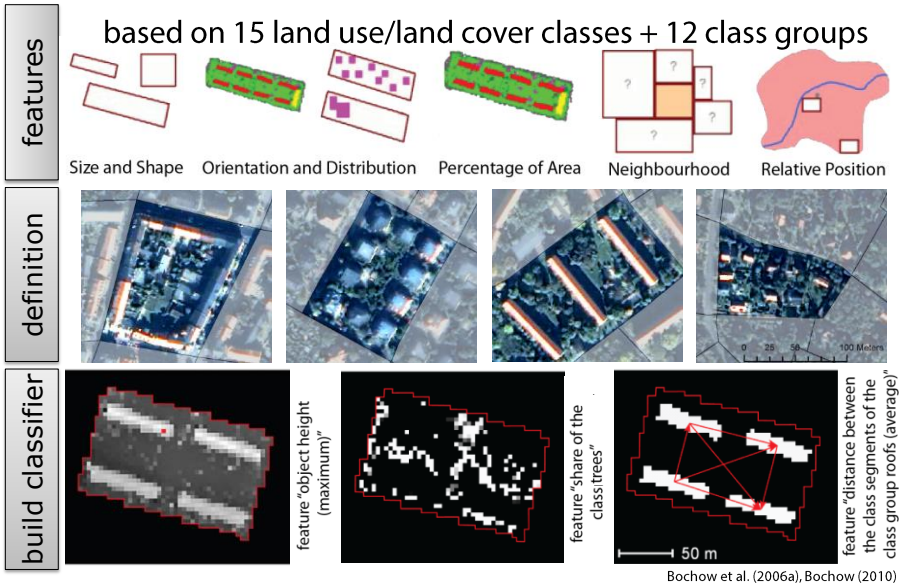 based on 15 land use/land cover classes + 12 class groups
features
? ? ? ? ?
Size and Shape
Orientation and Distribution
Percentage of Area
Neighbourhood
Relative Position
definition
0 25 50 100 Meters
build classifier
feature "object height
(maximum)"
feature "share of the
class trees"
feature "distance between
the class segments of the
class group roofs (average)"
50 m
Bochow et al. (2006a), Bochow (2010)